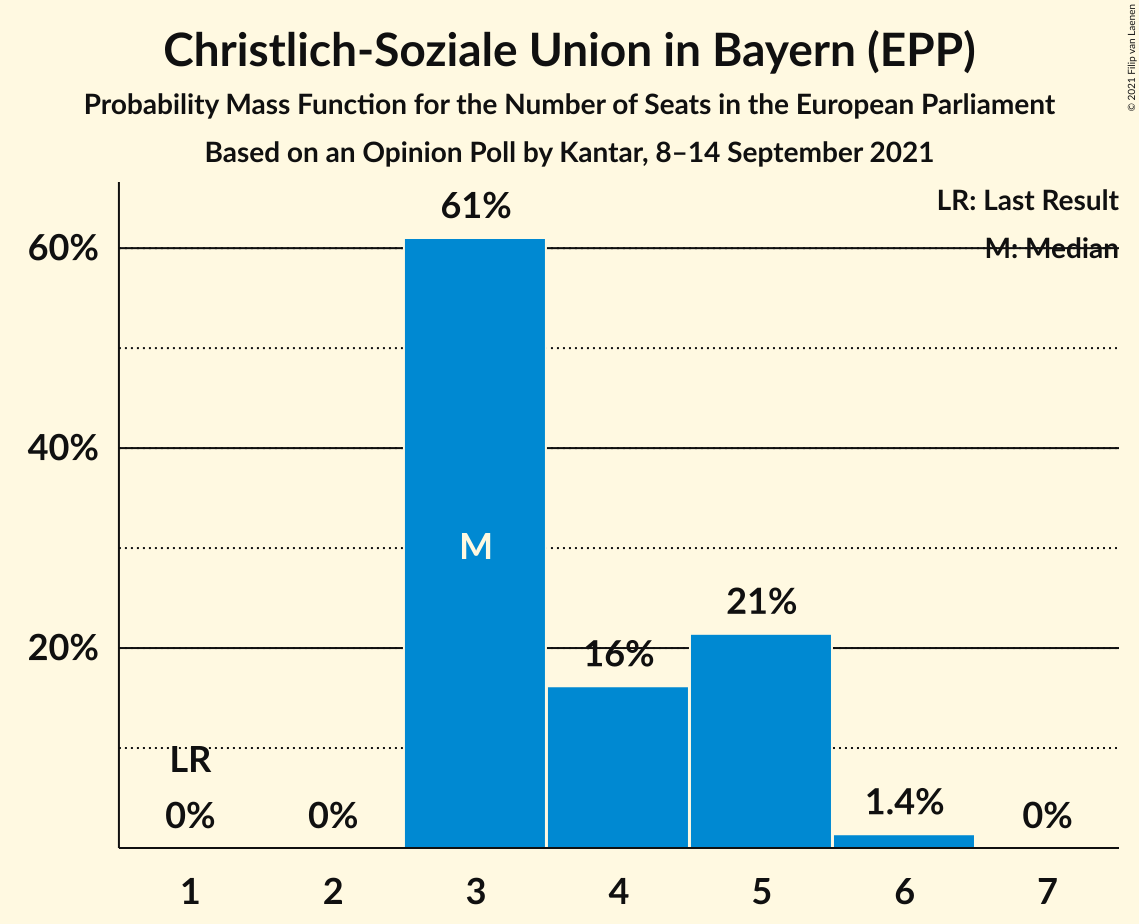 Christlich-Soziale Union in Bayern (EPP)
Probability Mass Function for the Number of Seats in the European Parliament
Based on an Opinion Poll by Kantar, 8–14 September 2021
© 2021 Filip van Laenen
LR: Last Result
M: Median
61%
60%
40%
M
21%
20%
16%
LR
0%
0%
1.4%
0%
1 2 3 4 5 6 7